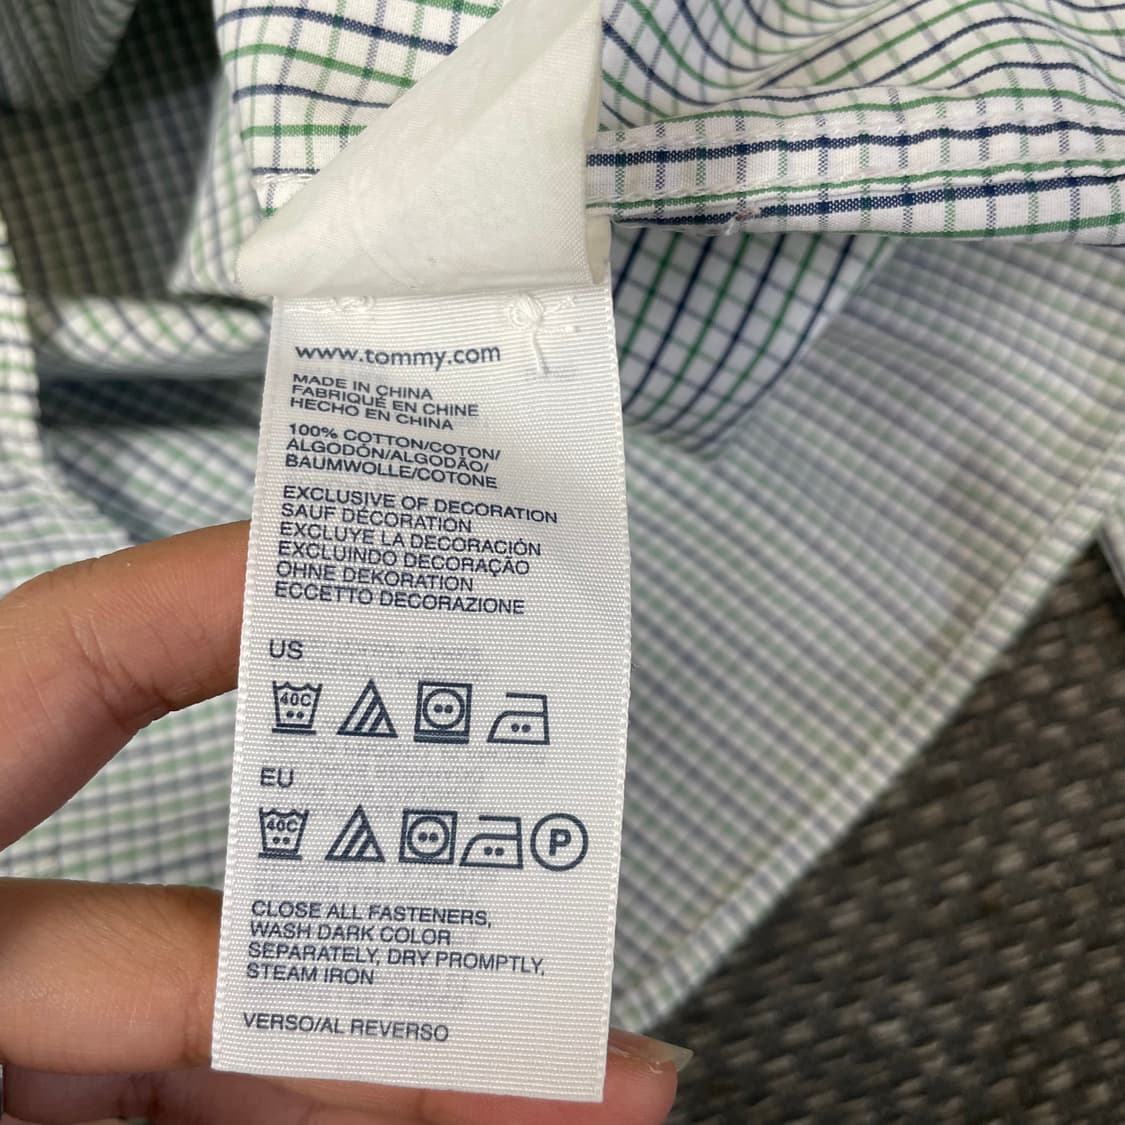 www.tommy.com
MADE IN CHINA
FABRIQUÉ EN CHINE
HECHO EN CHINA
100% COTTON/COTON/
ALGODÓN/ALGODÃO/
BAUMWOLLE/COTONE
EXCLUSIVE OF DECORATION
SAUF DÉCORATION
EXCLUYE LA DECORACIÓN
EXCLUINDO DECORAÇÃO
OHNE DEKORATION
ECCETTO DECORAZIONE
US
40C
EU
40C P
CLOSE ALL FASTENERS,
WASH DARK COLOR
SEPARATELY, DRY PROMPTLY,
STEAM IRON
VERSO/AL REVERSO